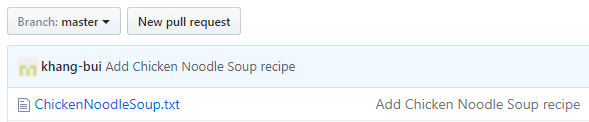 Branch: master New pull request
khang-bui Add Chicken Noodle Soup recipe
ChickenNoodleSoup.txt Add Chicken Noodle Soup recipe